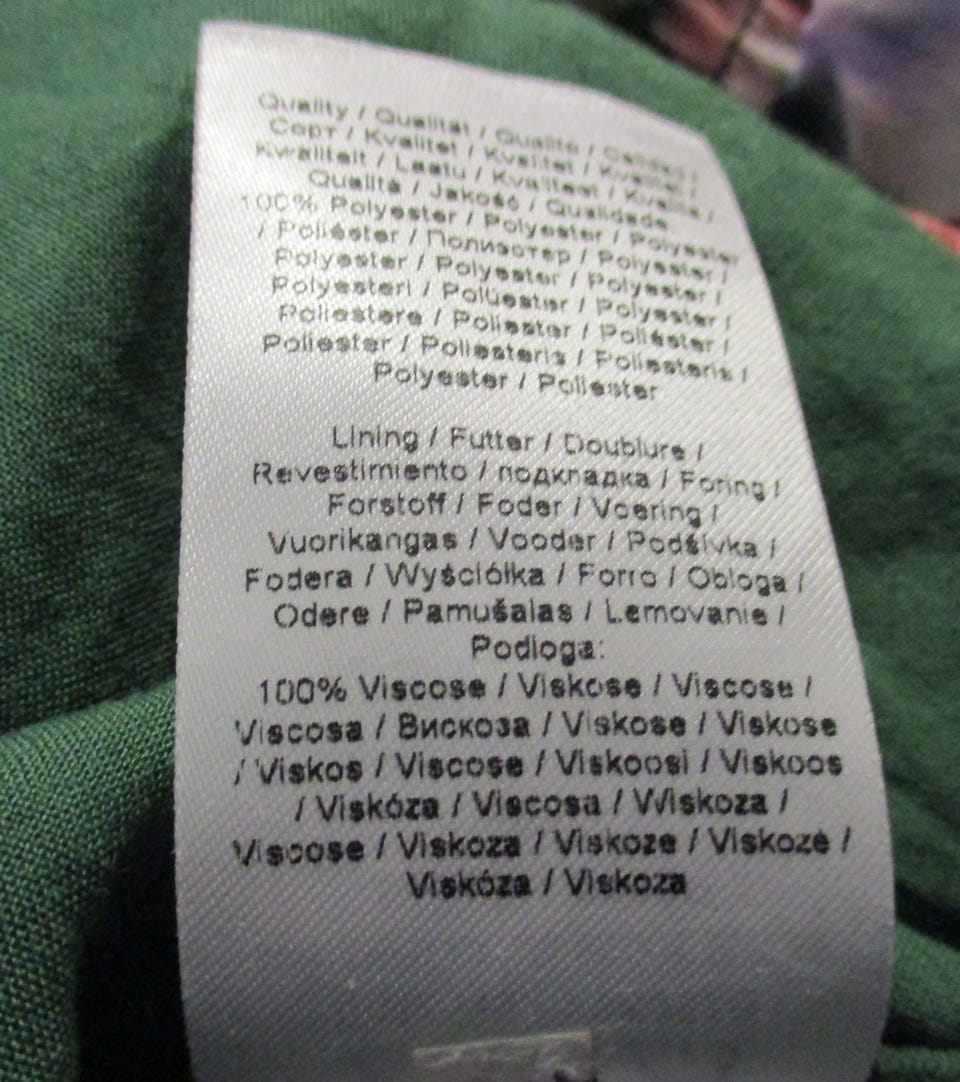 Quality / Qualität / Qualité / Calidad /
Сорт / Kvalitet / Kvalitet / Kvalitet /
Kwaliteit / Laatu / Kvaliteet / Kvalita /
Qualità / Jakość / Qualidade:
100% Polyester / Polyester / Polyester
/ Poliéster / Полиэстер / Polyester /
Polyester / Polyester / Polyester /
Polyesteri / Polüester / Polyester /
Poliestere / Poliester / Poliéster /
Poliester / Poliesteris / Poliesteris /
Polyester / Poliester
Lining / Futter / Doublure /
Revestimiento / подкладка / Foring /
Forstoff / Foder / Voering /
Vuorikangas / Vooder / Podšívka /
Fodera / Wyściółka / Forro / Obloga /
Odere / Pamušalas / Lemovanie /
Podloga:
100% Viscose / Viskose / Viscose /
Viscosa / Вискоза / Viskose / Viskose
/ Viskos / Viscose / Viskoosi / Viskoos
/ Viskóza / Viscosa / Wiskoza /
Viscose / Viskoza / Viskoze / Viskozė /
Viskóza / Viskoza